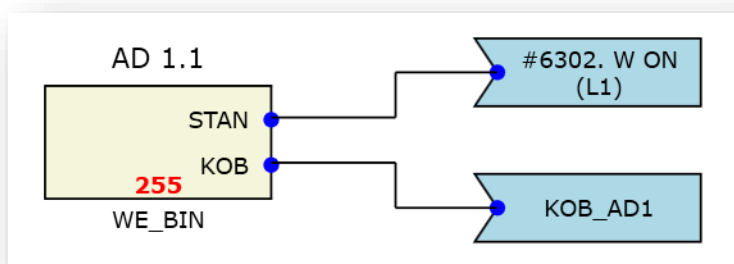 AD 1.1
#6302. W ON
(L1)
STAN
KOB
255
KOB_AD1
WE_BIN